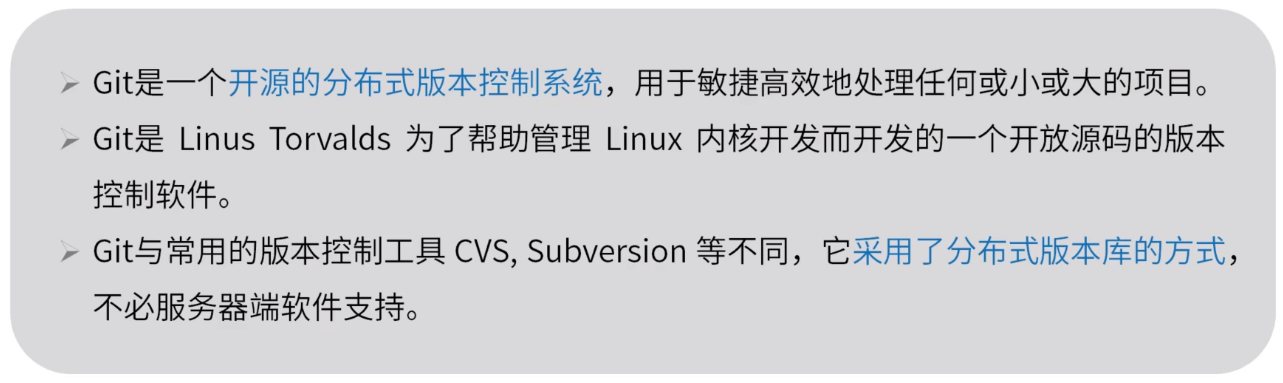 ➢ Git是一个开源的分布式版本控制系统，用于敏捷高效地处理任何或小或大的项目。
➢ Git是 Linus Torvalds 为了帮助管理 Linux 内核开发而开发的一个开放源码的版本
控制软件。
➢ Git与常用的版本控制工具 CVS, Subversion 等不同，它采用了分布式版本库的方式，
不必服务器端软件支持。